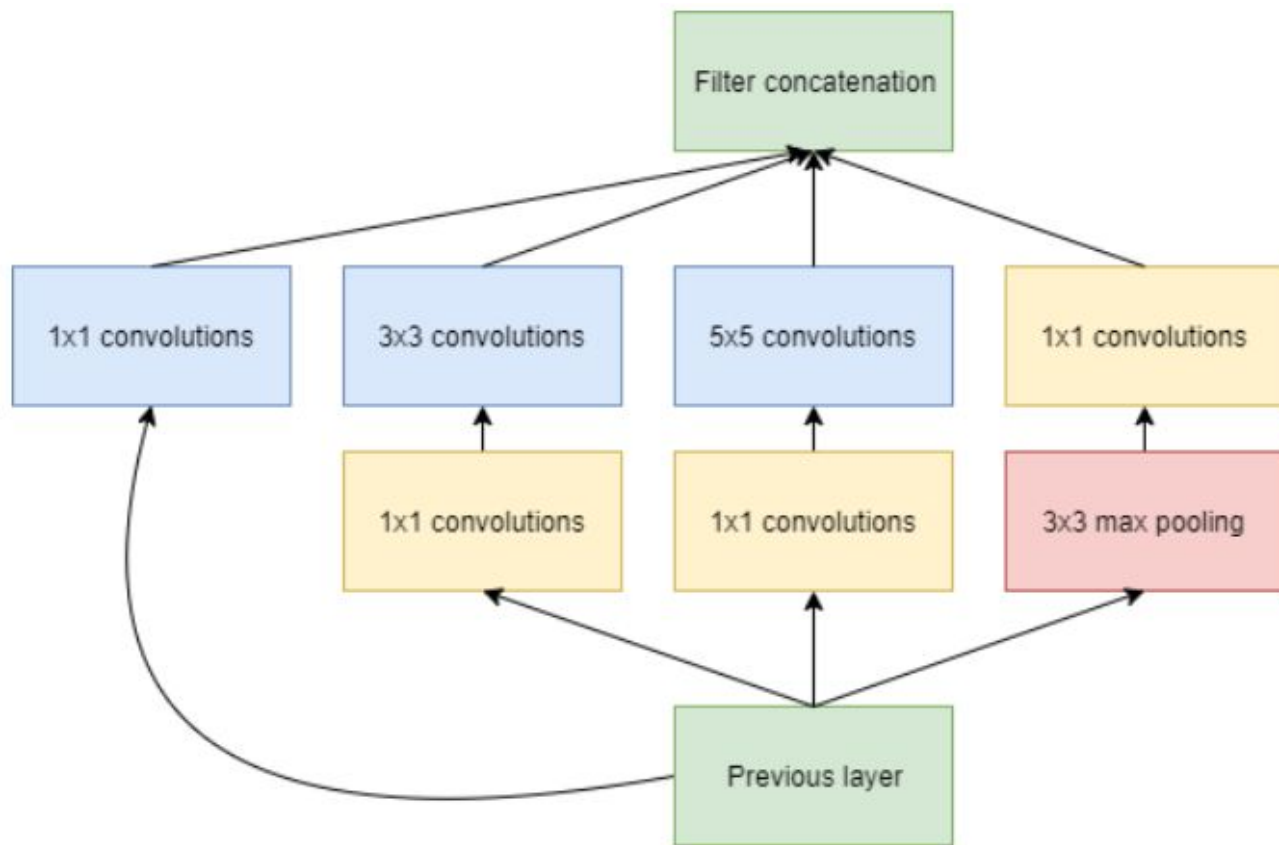 Filter concatenation
1x1 convolutions
3x3 convolutions
5x5 convolutions
1x1 convolutions
1x1 convolutions
1x1 convolutions
3x3 max pooling
Previous layer